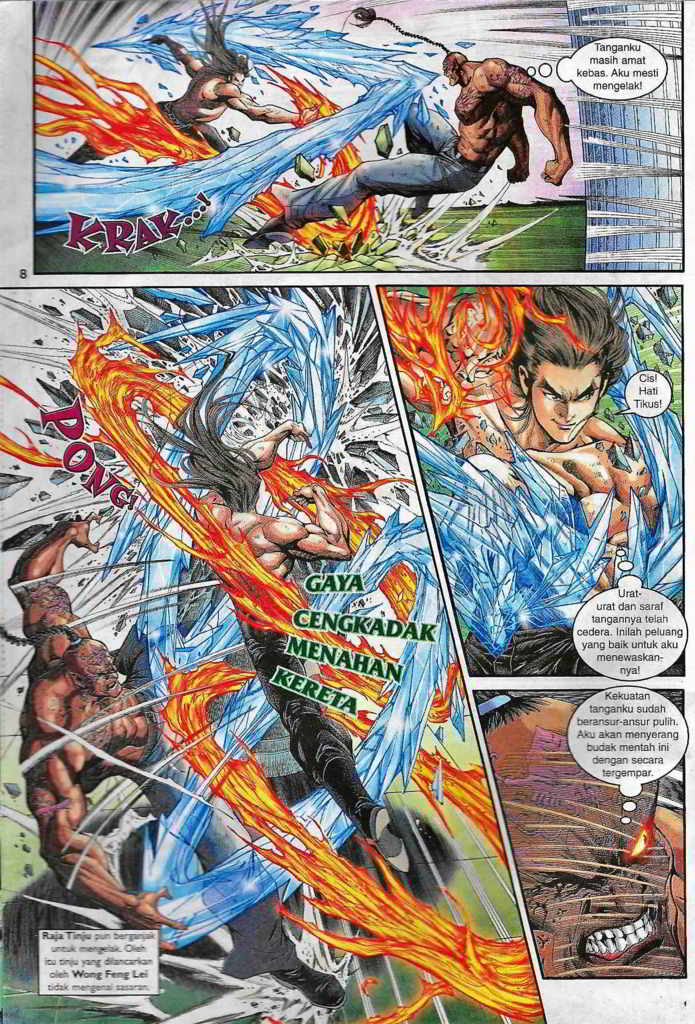 Tanganku
masih amat
kebas. Aku mesti
mengelak!
KRAK...!
8
PONG!
GAYA
CENGKADAK
MENAHAN
KERETA
Raja Tinju pun berganjak
untuk mengelak. Oleh
itu tinju yang dilancarkan
oleh Wong Feng Lei
tidak mengenai sasaran.
Cis!
Hati
Tikus!
Urat-
urat dan saraf
tangannya telah
cedera. Inilah peluang
yang baik untuk aku
menewaskan-
nya!
Kekuatan
tanganku sudah
beransur-ansur pulih.
Aku akan menyerang
budak mentah ini
dengan secara
tergempar.